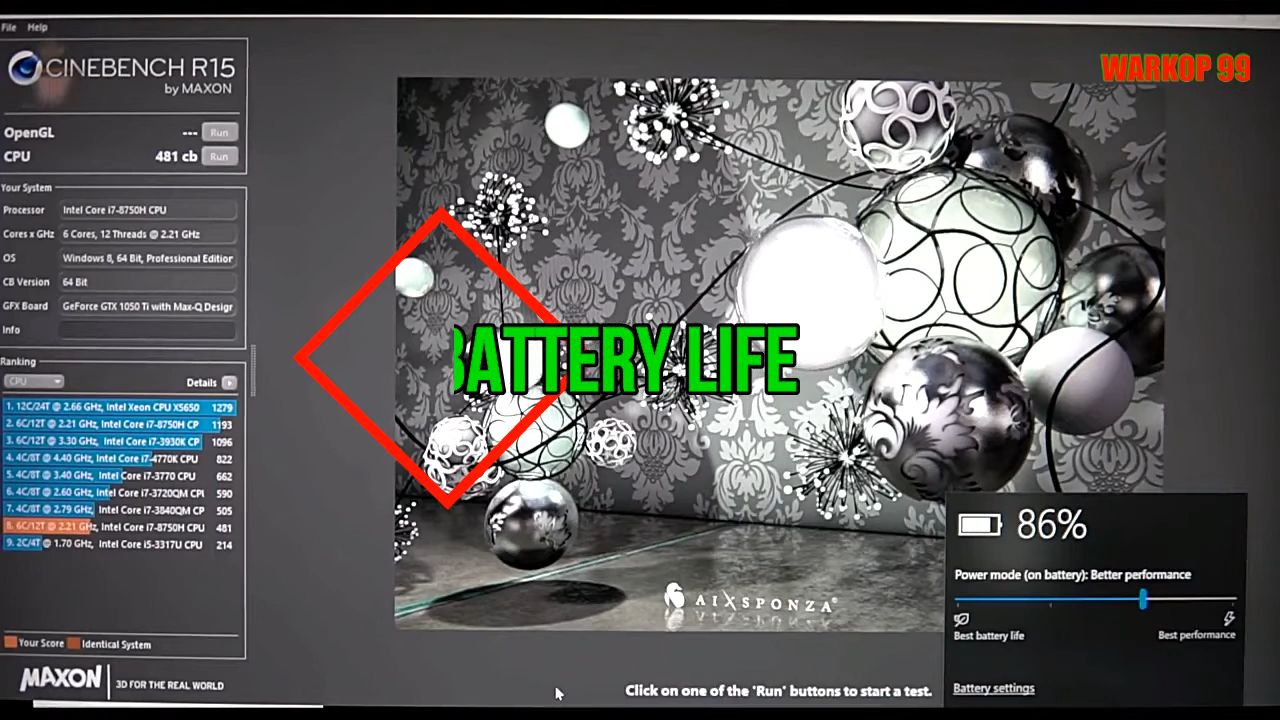 File Help
CINEBENCH R15
by MAXON
WARKOP 99
OpenGL --- Run
CPU 481 cb Run
Your System
Processor Intel Core i7-8750H CPU
Cores x GHz 6 Cores, 12 Threads @ 2.21 GHz
OS Windows 8, 64 Bit, Professional Edition
CB Version 64 Bit
GFX Board GeForce GTX 1050 Ti with Max-Q Design
Info
Ranking
CPU Details
1. 12C/24T @ 2.66 GHz, Intel Xeon CPU X5650 1279
2. 6C/12T @ 2.21 GHz, Intel Core i7-8750H CP 1193
3. 6C/12T @ 3.30 GHz, Intel Core i7-3930K CP 1096
4. 4C/8T @ 4.40 GHz, Intel Core i7-4770K CPU 822
5. 4C/8T @ 3.40 GHz, Intel Core i7-3770 CPU 662
6. 4C/8T @ 2.60 GHz, Intel Core i7-3720QM CPU 590
7. 4C/8T @ 2.79 GHz, Intel Core i7-3840QM CP 505
8. 6C/12T @ 2.21 GHz, Intel Core i7-8750H CPU 481
9. 2C/4T @ 1.70 GHz, Intel Core i5-3317U CPU 214
BATTERY LIFE
Your Score Identical System
MAXON 3D FOR THE REAL WORLD
AIXSPONZA
Click on one of the 'Run' buttons to start a test.
86%
Power mode (on battery): Better performance
Best battery life Best performance
Battery settings